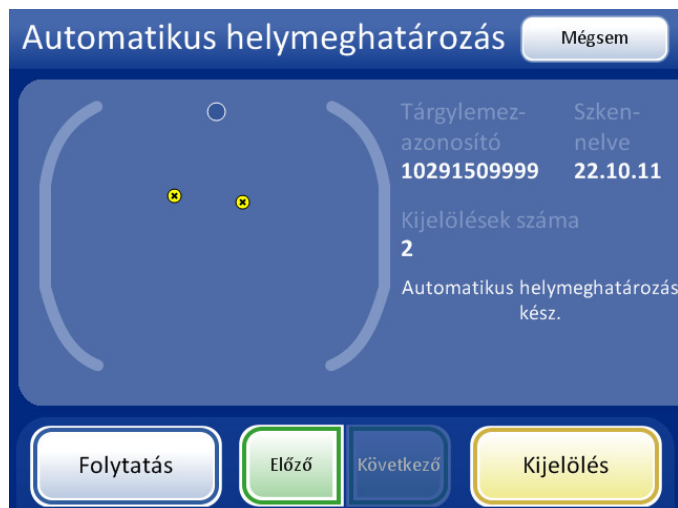 Automatikus helymeghatározás
Mégsem
Tárgylemez-
azonosító
10291509999
Szken-
nelve
22.10.11
Kijelölések száma
2
Automatikus helymeghatározás
kész.
Folytatás
Előző
Következő
Kijelölés